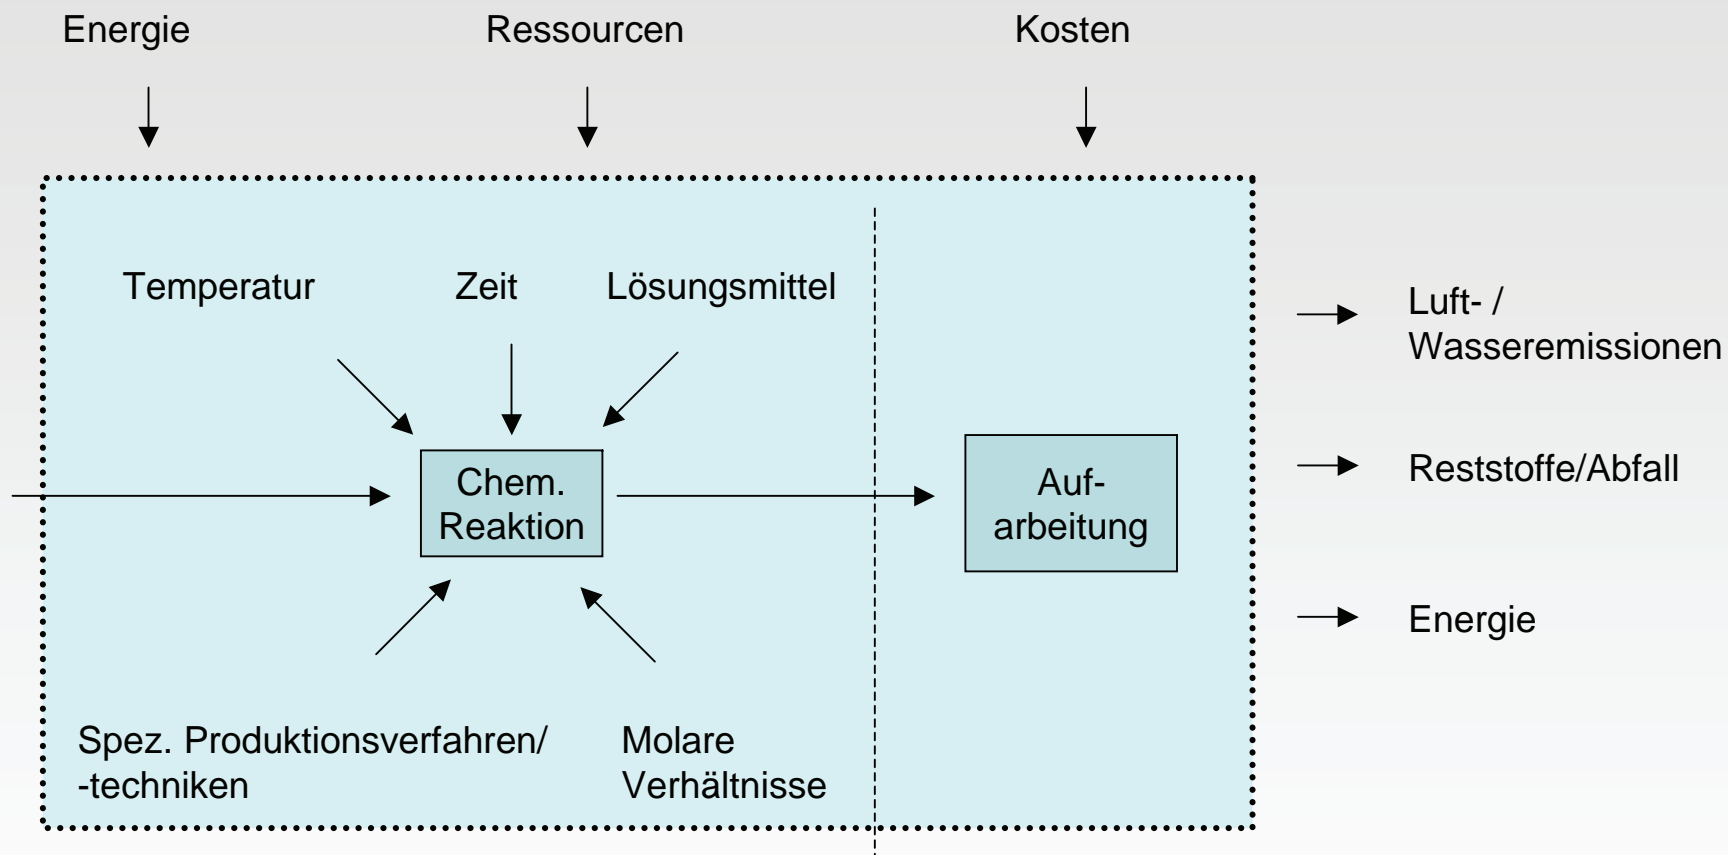 Energie
Ressourcen
Kosten
Temperatur
Zeit
Lösungsmittel
Luft- /
Wasseremissionen
Chem.
Reaktion
Auf-
arbeitung
Reststoffe/Abfall
Energie
Spez. Produktionsverfahren/
-techniken
Molare
Verhältnisse